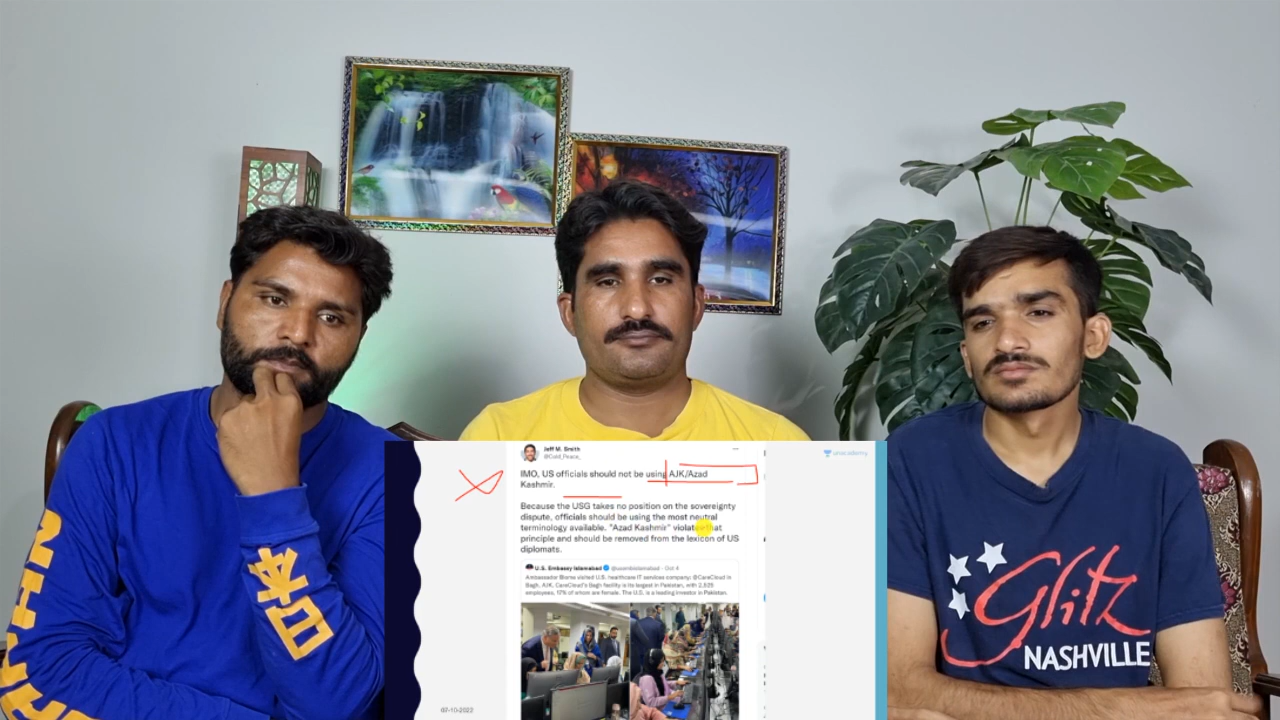 Jeff M. Smith
@Cold_Peace_
IMO, US officials should not be using AJK/Azad
Kashmir.
Because the USG takes no position on the sovereignty
dispute, officials should be using the most neutral
terminology available. "Azad Kashmir" violates that
principle and should be removed from the lexicon of US
diplomats.
U.S. Embassy Islamabad @usembislamabad · Oct 4
Ambassador Blome visited U.S. healthcare IT services company; @CareCloud in
Bagh, AJK. CareCloud's Bagh facility is its largest in Pakistan, with 2,525
employees, 17% of whom are female. The U.S. is a leading investor in Pakistan.
unacademy
07-10-2022
Glitz
NASHVILLE